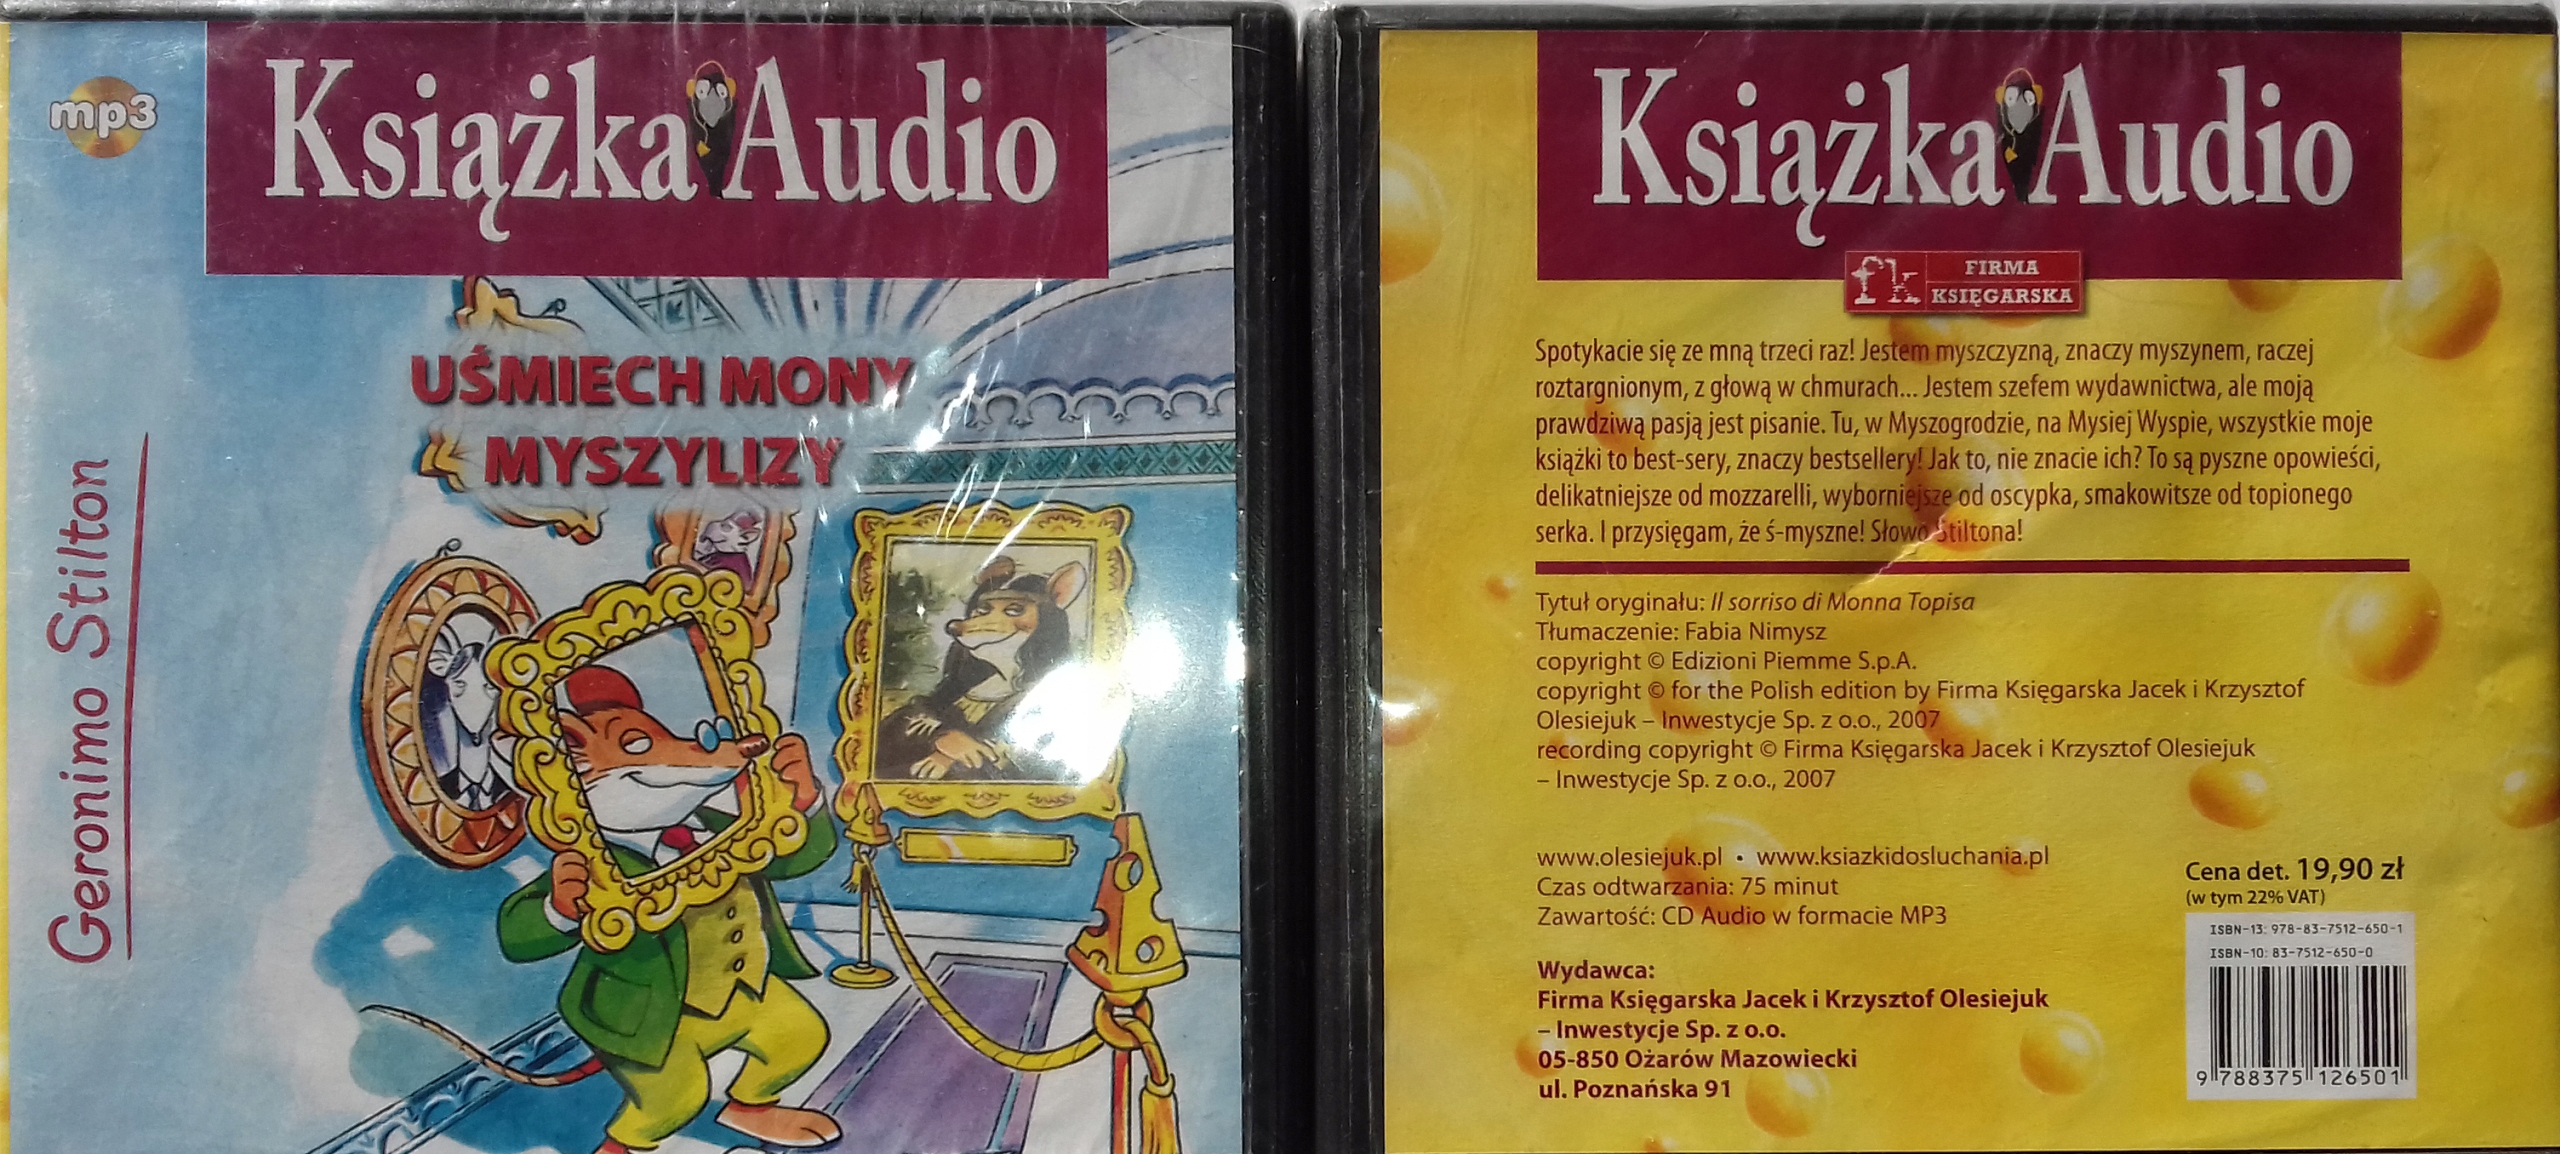 mp3
Książka Audio
UŚMIECH MONY
MYSZYLIZY
Geronimo Stilton
Książka Audio
fk FIRMA
KSIĘGARSKA
Spotykacie się ze mną trzeci raz! Jestem myszczyzną, znaczy myszynem, raczej
roztargnionym, z głową w chmurach... Jestem szefem wydawnictwa, ale moją
prawdziwą pasją jest pisanie. Tu, w Myszogrodzie, na Mysiej Wyspie, wszystkie moje
książki to best-sery, znaczy bestsellery! Jak to, nie znacie ich? To są pyszne opowieści,
delikatniejsze od mozzarelli, wyborniejsze od oscypka, smakowitsze od topionego
serka. I przysięgam, że ś-myszne! Słowo Stiltona!
Tytuł oryginału: Il sorriso di Monna Topisa
Tłumaczenie: Fabia Nimysz
copyright © Edizioni Piemme S.p.A.
copyright © for the Polish edition by Firma Księgarska Jacek i Krzysztof
Olesiejuk – Inwestycje Sp. z o.o., 2007
recording copyright © Firma Księgarska Jacek i Krzysztof Olesiejuk
– Inwestycje Sp. z o.o., 2007
www.olesiejuk.pl • www.ksiazkidosluchania.pl
Czas odtwarzania: 75 minut
Zawartość: CD Audio w formacie MP3
Wydawca:
Firma Księgarska Jacek i Krzysztof Olesiejuk
– Inwestycje Sp. z o.o.
05-850 Ożarów Mazowiecki
ul. Poznańska 91
Cena det. 19,90 zł
(w tym 22% VAT)
ISBN-13: 978-83-7512-650-1
ISBN-10: 83-7512-650-0
9 788375 126501